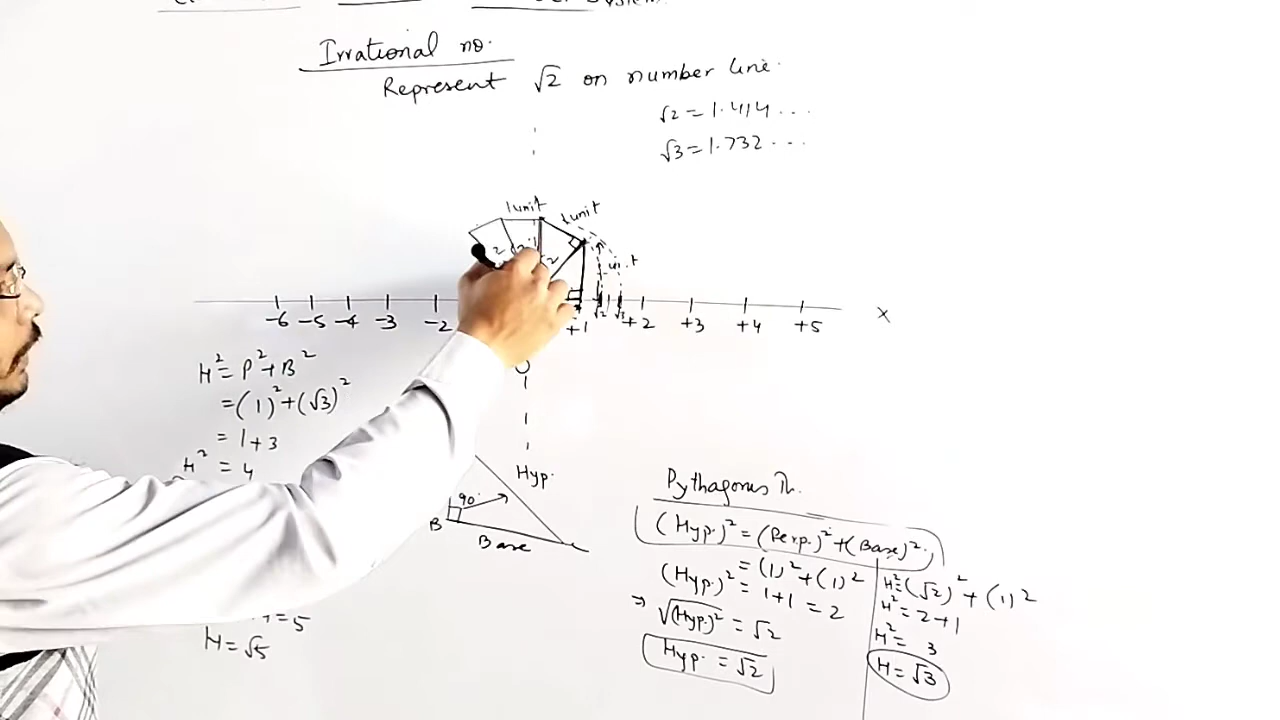 System
Irrational no.
Represent √2 on number line.
√2 = 1.414 ...
√3 = 1.732 ...
1 unit
1 unit
2
-6 -5 -4 -3 -2 +1 √2 √3 +2 +3 +4 +5 X
H² = P² + B²
= (1)² + (√3)²
= 1+3
H² = 4
= 5
H = √5
Hyp.
90°
B
Base
Pythagorus Th.
(Hyp.)² = (Perp.)² + (Base)²
(Hyp.)² = (1)² + (1)²
= 1+1 = 2
⇒ √(Hyp.)² = √2
Hyp. = √2
H² = (√2)² + (1)²
H² = 2+1
H² = 3
H = √3